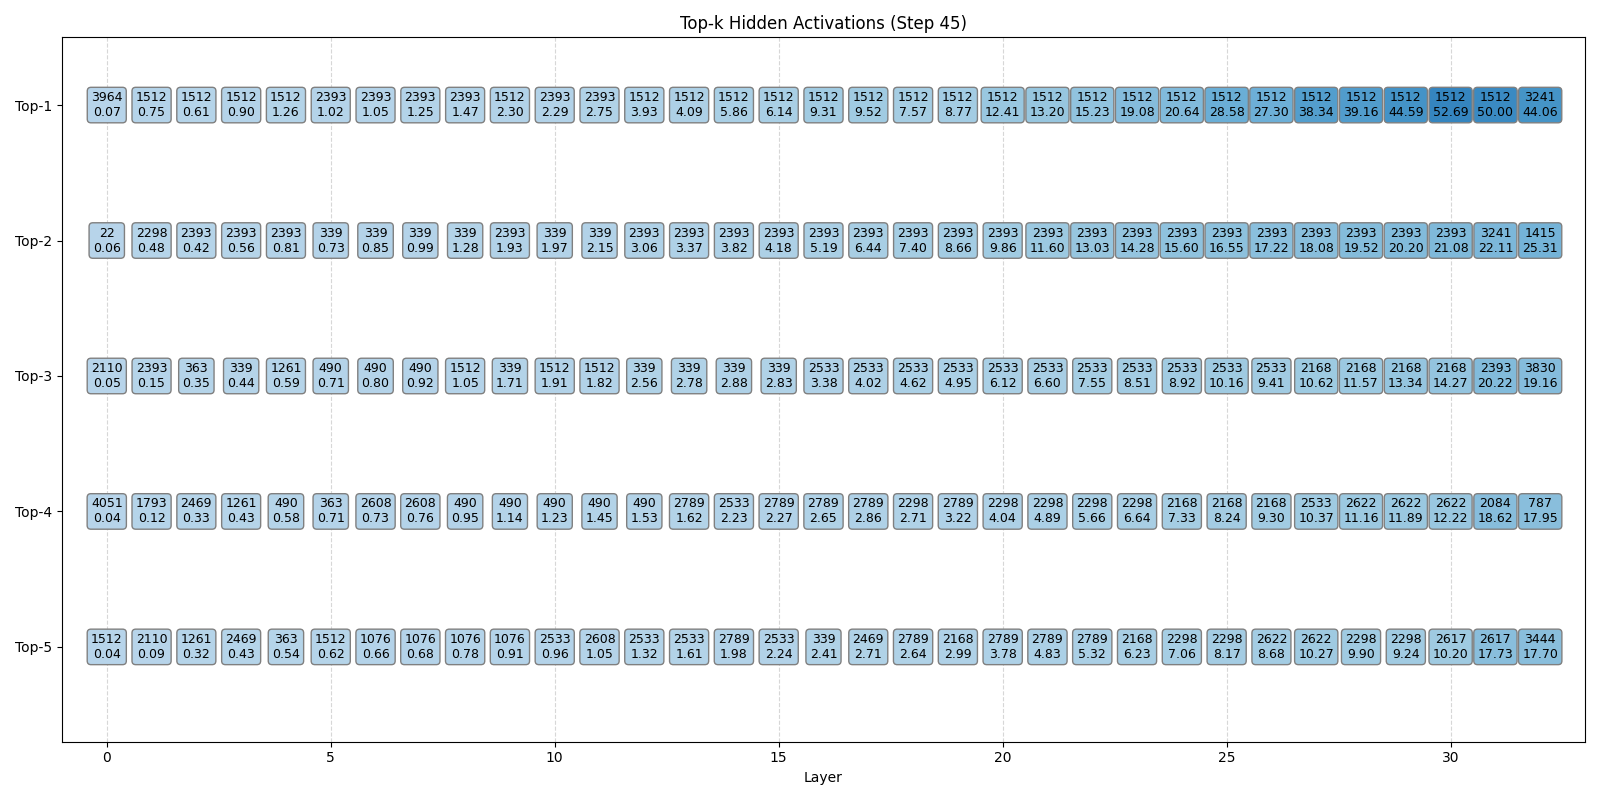 Top-k Hidden Activations (Step 45)
Top-1
3964 1512 1512 1512 1512 2393 2393 2393 2393 1512 2393 2393 1512 1512 1512 1512 1512 1512 1512 1512 1512 1512 1512 1512 1512 1512 1512 1512 1512 1512 1512 1512 3241
0.07 0.75 0.61 0.90 1.26 1.02 1.05 1.25 1.47 2.30 2.29 2.75 3.93 4.09 5.86 6.14 9.31 9.52 7.57 8.77 12.41 13.20 15.23 19.08 20.64 28.58 27.30 38.34 39.16 44.59 52.69 50.00 44.06
Top-2
22 2298 2393 2393 2393 339 339 339 339 2393 339 339 2393 2393 2393 2393 2393 2393 2393 2393 2393 2393 2393 2393 2393 2393 2393 2393 2393 2393 2393 3241 1415
0.06 0.48 0.42 0.56 0.81 0.73 0.85 0.99 1.28 1.93 1.97 2.15 3.06 3.37 3.82 4.18 5.19 6.44 7.40 8.66 9.86 11.60 13.03 14.28 15.60 16.55 17.22 18.08 19.52 20.20 21.08 22.11 25.31
Top-3
2110 2393 363 339 1261 490 490 490 1512 339 1512 1512 339 339 339 339 2533 2533 2533 2533 2533 2533 2533 2533 2533 2533 2533 2168 2168 2168 2168 2393 3830
0.05 0.15 0.35 0.44 0.59 0.71 0.80 0.92 1.05 1.71 1.91 1.82 2.56 2.78 2.88 2.83 3.38 4.02 4.62 4.95 6.12 6.60 7.55 8.51 8.92 10.16 9.41 10.62 11.57 13.34 14.27 20.22 19.16
Top-4
4051 1793 2469 1261 490 363 2608 2608 490 490 490 490 490 2789 2533 2789 2789 2789 2298 2789 2298 2298 2298 2298 2168 2168 2168 2533 2622 2622 2622 2084 787
0.04 0.12 0.33 0.43 0.58 0.71 0.73 0.76 0.95 1.14 1.23 1.45 1.53 1.62 2.23 2.27 2.65 2.86 2.71 3.22 4.04 4.89 5.66 6.64 7.33 8.24 9.30 10.37 11.16 11.89 12.22 18.62 17.95
Top-5
1512 2110 1261 2469 363 1512 1076 1076 1076 1076 2533 2608 2533 2533 2789 2533 339 2469 2789 2168 2789 2789 2789 2168 2298 2298 2622 2622 2298 2298 2617 2617 3444
0.04 0.09 0.32 0.43 0.54 0.62 0.66 0.68 0.78 0.91 0.96 1.05 1.32 1.61 1.98 2.24 2.41 2.71 2.64 2.99 3.78 4.83 5.32 6.23 7.06 8.17 8.68 10.27 9.90 9.24 10.20 17.73 17.70
0 5 10 15 20 25 30
Layer